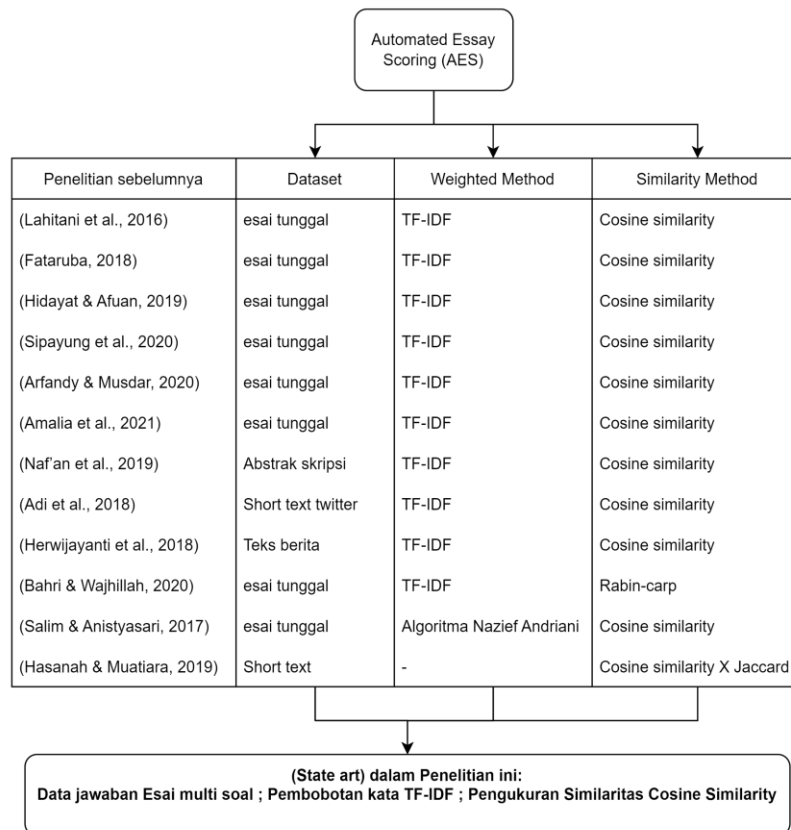 Automated Essay
Scoring (AES)
Penelitian sebelumnya Dataset Weighted Method Similarity Method
(Lahitani et al., 2016) esai tunggal TF-IDF Cosine similarity
(Fataruba, 2018) esai tunggal TF-IDF Cosine similarity
(Hidayat & Afuan, 2019) esai tunggal TF-IDF Cosine similarity
(Sipayung et al., 2020) esai tunggal TF-IDF Cosine similarity
(Arfandy & Musdar, 2020) esai tunggal TF-IDF Cosine similarity
(Amalia et al., 2021) esai tunggal TF-IDF Cosine similarity
(Naf'an et al., 2019) Abstrak skripsi TF-IDF Cosine similarity
(Adi et al., 2018) Short text twitter TF-IDF Cosine similarity
(Herwijayanti et al., 2018) Teks berita TF-IDF Cosine similarity
(Bahri & Wajhillah, 2020) esai tunggal TF-IDF Rabin-carp
(Salim & Anistyasari, 2017) esai tunggal Algoritma Nazief Andriani Cosine similarity
(Hasanah & Muatiara, 2019) Short text - Cosine similarity X Jaccard
(State art) dalam Penelitian ini:
Data jawaban Esai multi soal ; Pembobotan kata TF-IDF ; Pengukuran Similaritas Cosine Similarity